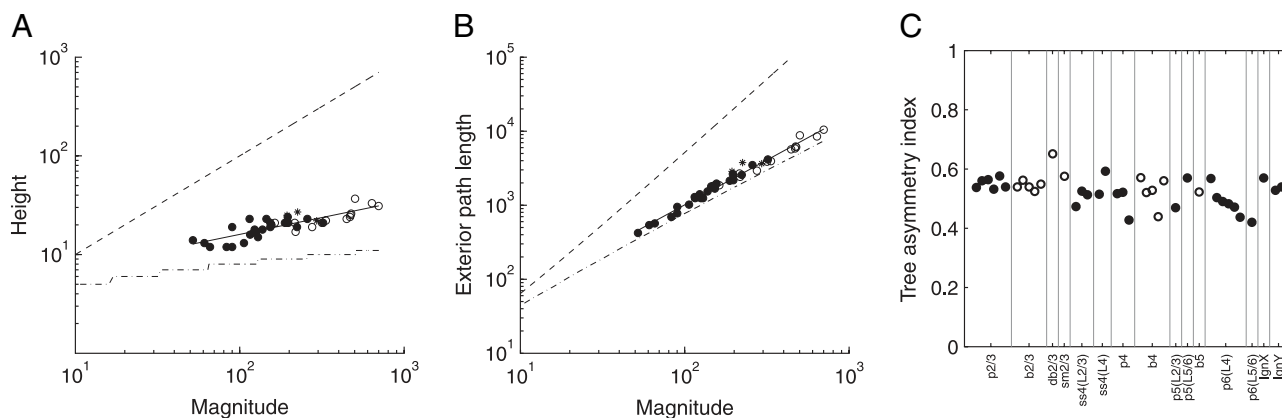 A
10³
10²
10¹
Height
10¹
10²
10³
Magnitude
B
10⁵
10⁴
10³
10²
10¹
Exterior path length
10¹
10²
10³
Magnitude
C
1
0.8
0.6
0.4
0.2
0
Tree asymmetry index
p2/3
b2/3
db2/3
sm2/3
ss4(L2/3)
ss4(L4)
p4
b4
p5(L2/3)
p5(L5/6)
b5
p6(L4)
p6(L5/6)
lgnX
lgnY